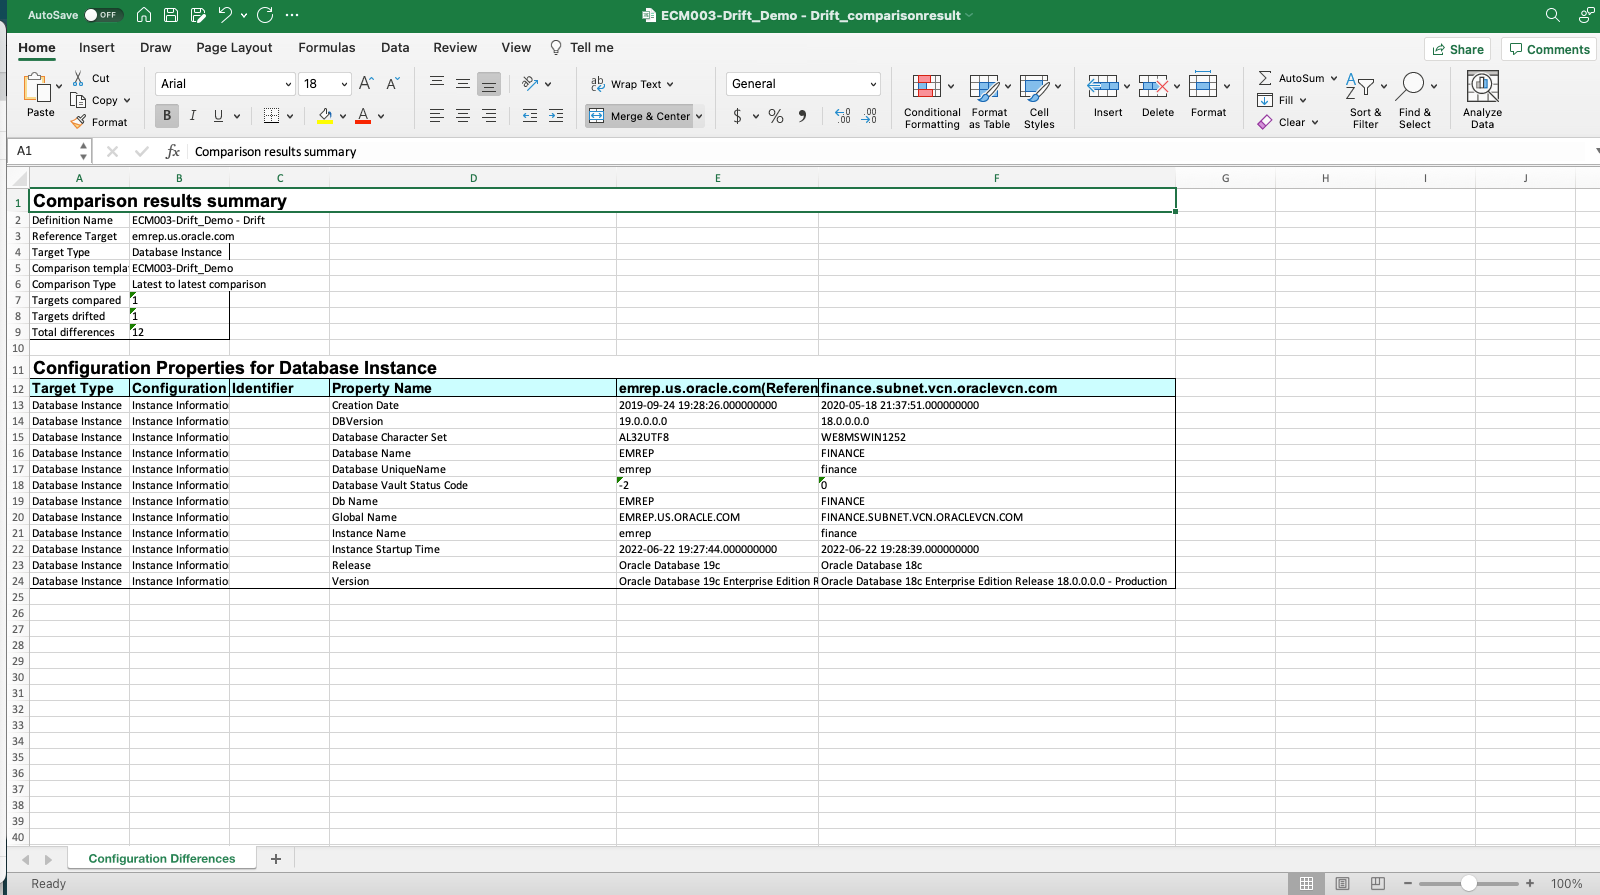 AutoSave OFF ECM003-Drift_Demo - Drift_comparisonresult
Home Insert Draw Page Layout Formulas Data Review View Tell me Share Comments
Paste Cut Copy Format
Arial 18 A A
B I U A
ab Wrap Text
Merge & Center
General
$ %
Conditional Formatting
Format as Table
Cell Styles
Insert Delete Format
AutoSum
Fill
Clear
Sort & Filter
Find & Select
Analyze Data
A1 fx Comparison results summary
A B C D E F G H I J
1 Comparison results summary
2 Definition Name ECM003-Drift_Demo - Drift
3 Reference Target emrep.us.oracle.com
4 Target Type Database Instance
5 Comparison templa ECM003-Drift_Demo
6 Comparison Type Latest to latest comparison
7 Targets compared 1
8 Targets drifted 1
9 Total differences 12
10
11 Configuration Properties for Database Instance
12 Target Type Configuration Identifier Property Name emrep.us.oracle.com(Referen finance.subnet.vcn.oraclevcn.com
13 Database Instance Instance Informatio Creation Date 2019-09-24 19:28:26.000000000 2020-05-18 21:37:51.000000000
14 Database Instance Instance Informatio DBVersion 19.0.0.0.0 18.0.0.0.0
15 Database Instance Instance Informatio Database Character Set AL32UTF8 WE8MSWIN1252
16 Database Instance Instance Informatio Database Name EMREP FINANCE
17 Database Instance Instance Informatio Database UniqueName emrep finance
18 Database Instance Instance Informatio Database Vault Status Code -2 0
19 Database Instance Instance Informatio Db Name EMREP FINANCE
20 Database Instance Instance Informatio Global Name EMREP.US.ORACLE.COM FINANCE.SUBNET.VCN.ORACLEVCN.COM
21 Database Instance Instance Informatio Instance Name emrep finance
22 Database Instance Instance Informatio Instance Startup Time 2022-06-22 19:27:44.000000000 2022-06-22 19:28:39.000000000
23 Database Instance Instance Informatio Release Oracle Database 19c Oracle Database 18c
24 Database Instance Instance Informatio Version Oracle Database 19c Enterprise Edition R Oracle Database 18c Enterprise Edition Release 18.0.0.0.0 - Production
25
26
27
28
29
30
31
32
33
34
35
36
37
38
39
40
Configuration Differences +
Ready 100%